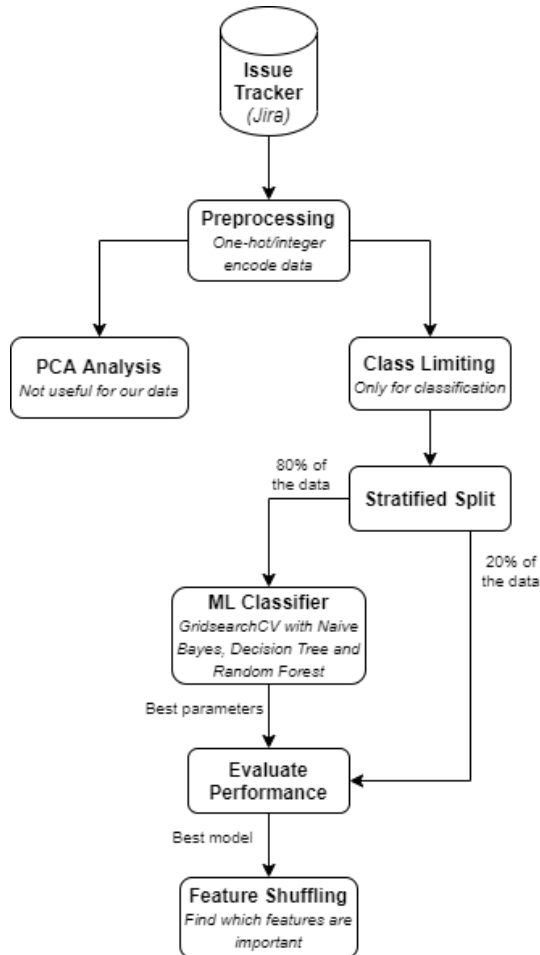 Issue
Tracker
(Jira)
Preprocessing
One-hot/integer
encode data
PCA Analysis
Not useful for our data
Class Limiting
Only for classification
80% of
the data
Stratified Split
20% of
the data
ML Classifier
GridsearchCV with Naive
Bayes, Decision Tree and
Random Forest
Best parameters
Evaluate
Performance
Best model
Feature Shuffling
Find which features are
important